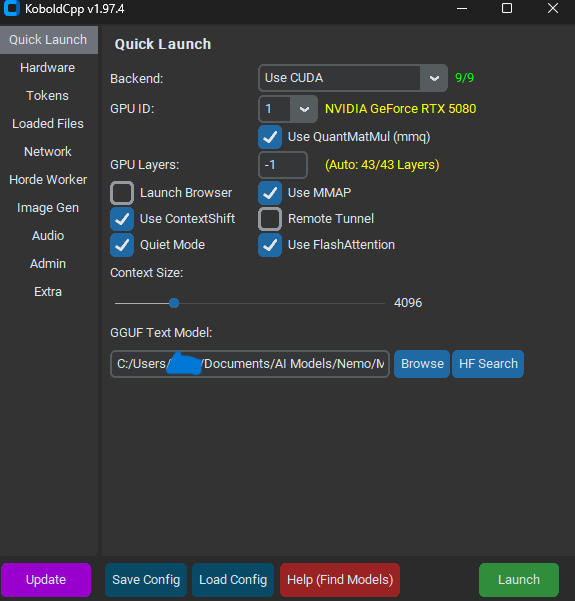 KoboldCpp v1.97.4
Quick Launch
Hardware
Tokens
Loaded Files
Network
Horde Worker
Image Gen
Audio
Admin
Extra
Quick Launch
Backend: Use CUDA 9/9
GPU ID: 1 NVIDIA GeForce RTX 5080
Use QuantMatMul (mmq)
GPU Layers: -1 (Auto: 43/43 Layers)
Launch Browser Use MMAP
Use ContextShift Remote Tunnel
Quiet Mode Use FlashAttention
Context Size:
4096
GGUF Text Model:
C:/Users/ /Documents/AI Models/Nemo/M Browse HF Search
Update Save Config Load Config Help (Find Models) Launch